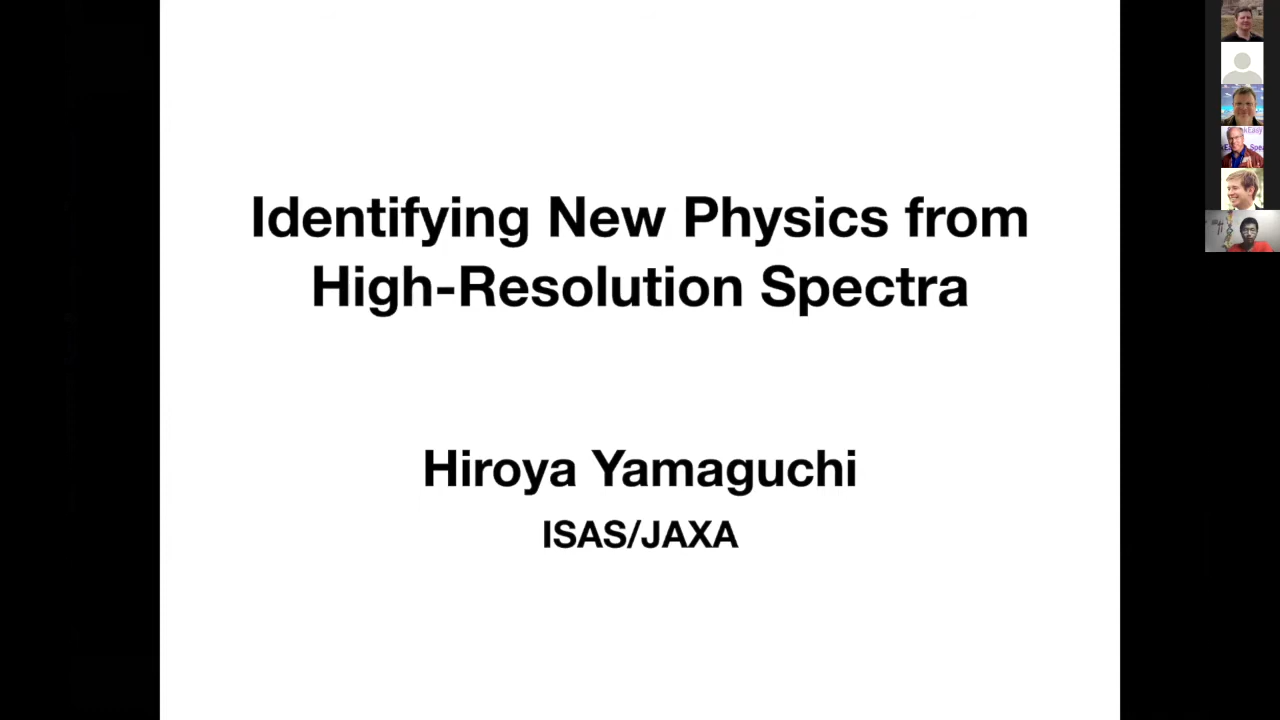 Identifying New Physics from
High-Resolution Spectra
Hiroya Yamaguchi
ISAS/JAXA